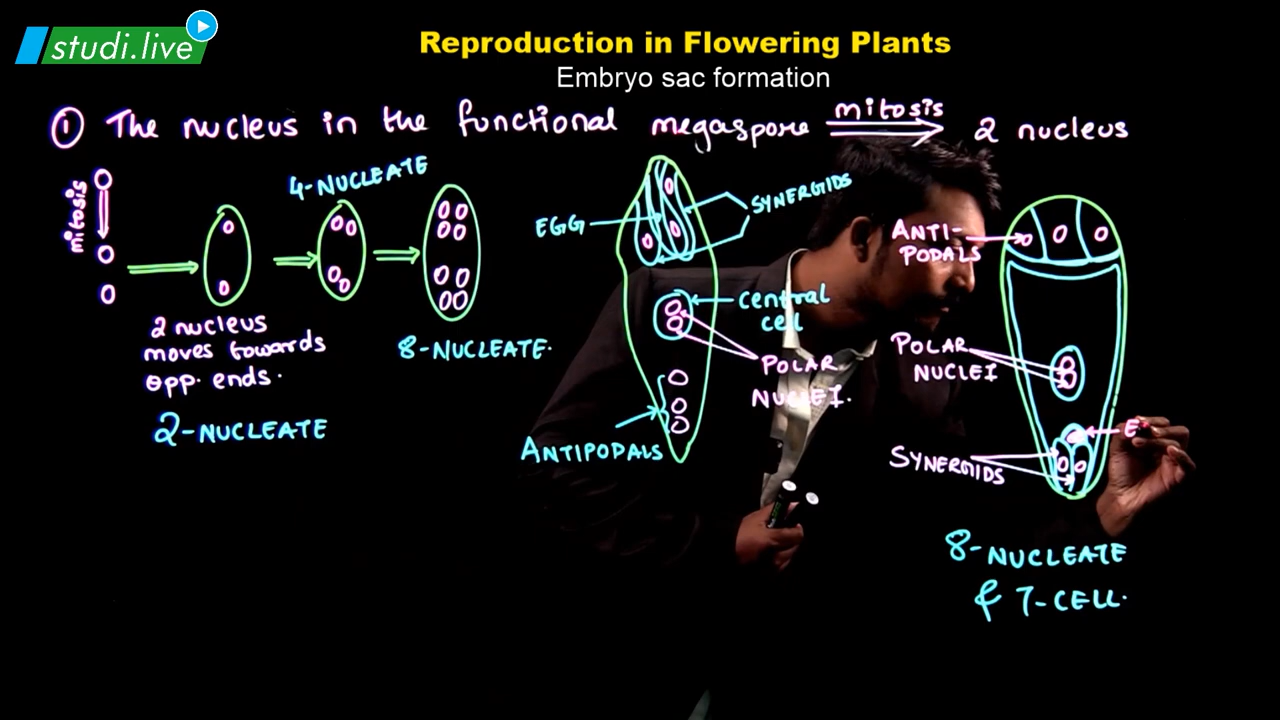 studi.live
Reproduction in Flowering Plants
Embryo sac formation
① The nucleus in the functional megaspore mitosis 2 nucleus
mitosis
4-NUCLEATE
2 nucleus
moves towards
opp. ends.
2-NUCLEATE
8-NUCLEATE.
EGG
SYNERGIDS
central
cell
POLAR
NUCLEI.
ANTIPODALS
ANTI-
PODALS
POLAR
NUCLEI
E
SYNERGIDS
8-NUCLEATE
& 7-CELL.